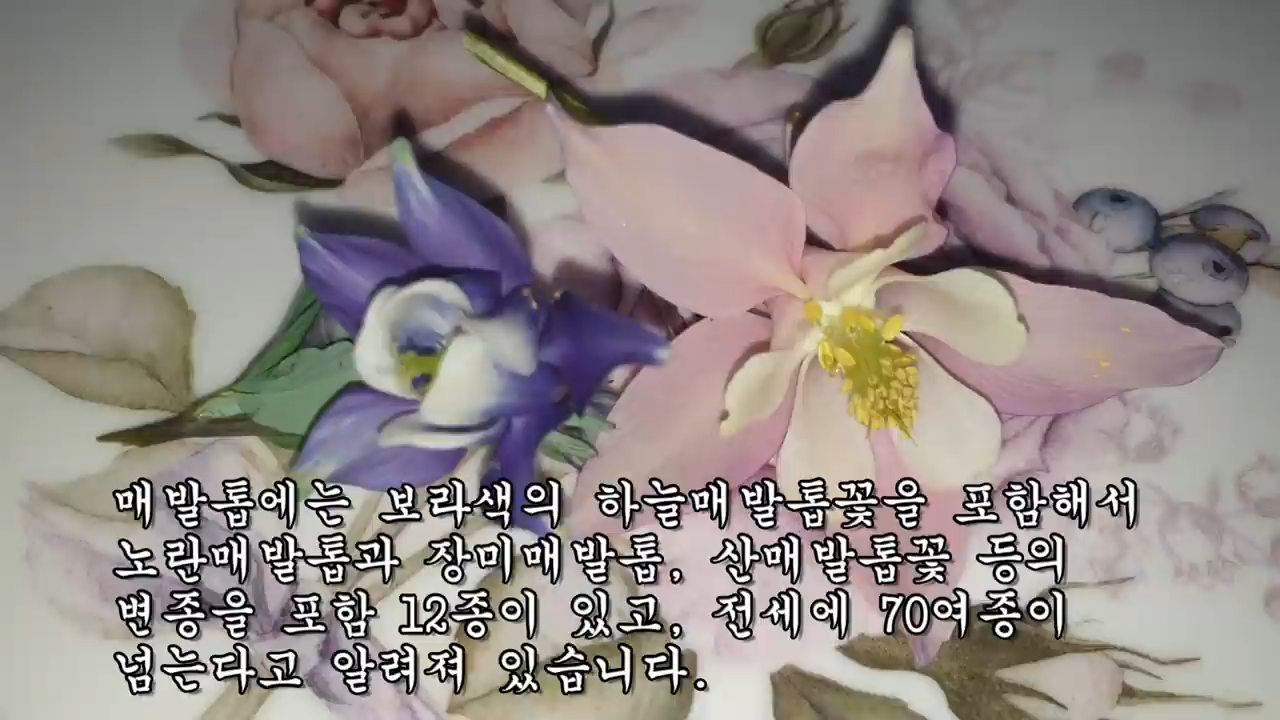 매발톱에는 보라색의 하늘매발톱꽃을 포함해서
노란매발톱과 장미매발톱, 산매발톱꽃 등의
변종을 포함 12종이 있고, 전세에 70여종이
넘는다고 알려져 있습니다.